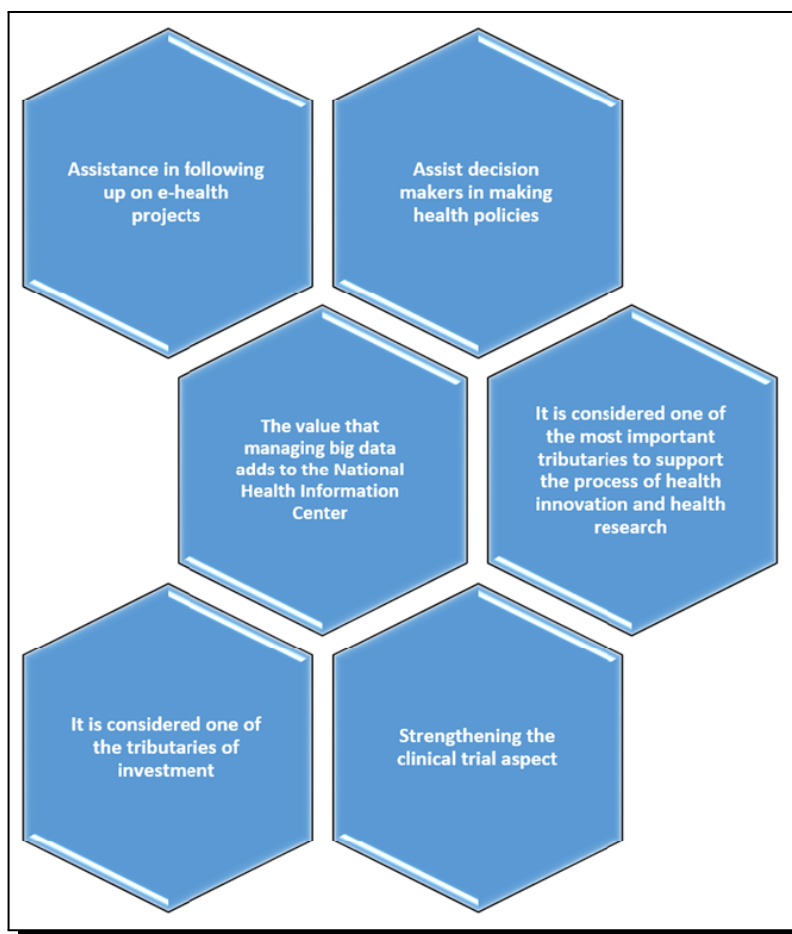 Assistance in following
up on e-health
projects
Assist decision
makers in making
health policies
The value that
managing big data
adds to the National
Health Information
Center
It is considered one of
the most important
tributaries to support
the process of health
innovation and health
research
It is considered one of
the tributaries of
investment
Strengthening the
clinical trial aspect